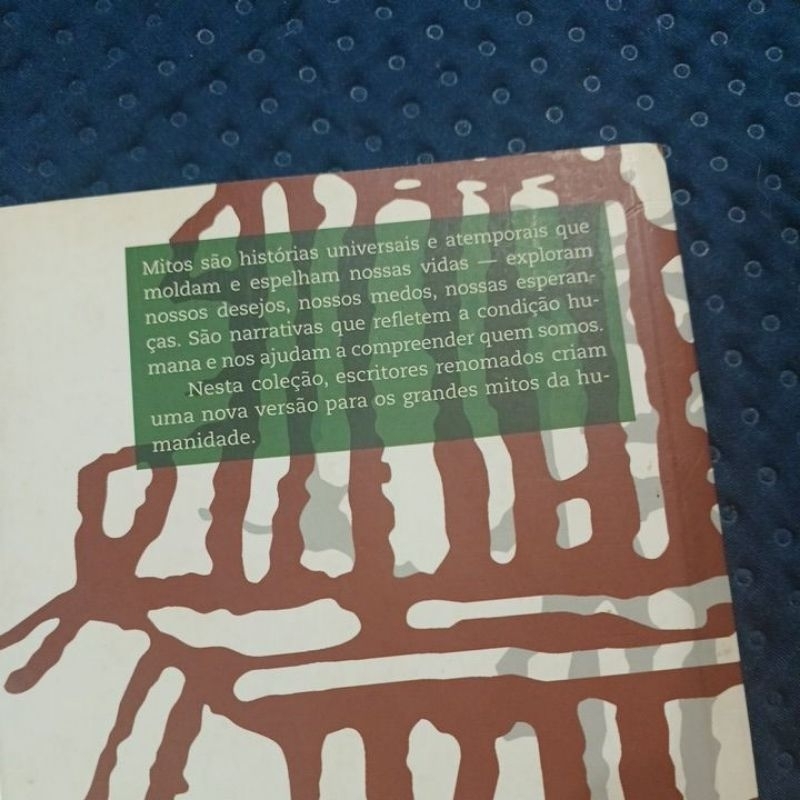 Mitos são histórias universais e atemporais que
moldam e espelham nossas vidas — exploram
nossos desejos, nossos medos, nossas esperan-
ças. São narrativas que refletem a condição hu-
mana e nos ajudam a compreender quem somos.
Nesta coleção, escritores renomados criam
uma nova versão para os grandes mitos da hu-
manidade.